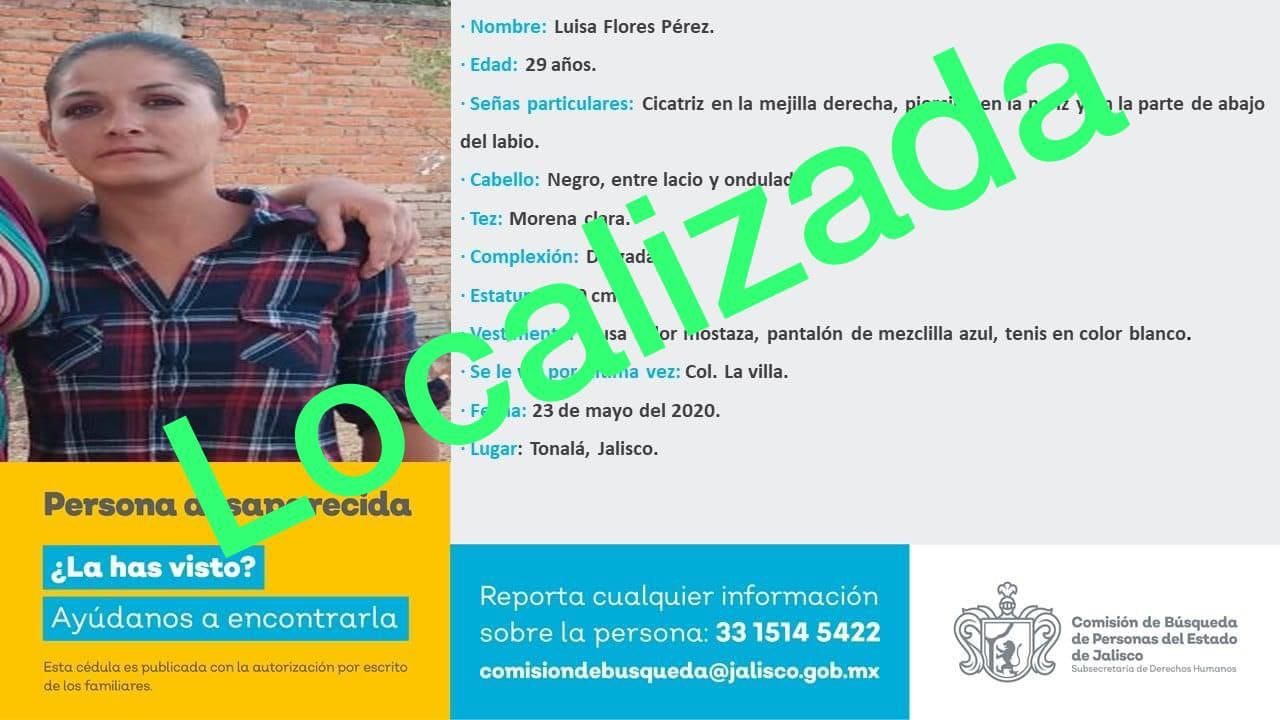 · Nombre: Luisa Flores Pérez.
· Edad: 29 años.
· Señas particulares: Cicatriz en la mejilla derecha, piercing en la nariz y en la parte de abajo
del labio.
· Cabello: Negro, entre lacio y ondulado
· Tez: Morena clara.
· Complexión: Delgada
· Estatura: cm
· Vestimenta: Blusa color mostaza, pantalón de mezclilla azul, tenis en color blanco.
· Se le vio por última vez: Col. La villa.
· Fecha: 23 de mayo del 2020.
· Lugar: Tonalá, Jalisco.
Localizada
Persona desaparecida
¿La has visto?
Ayúdanos a encontrarla
Esta cédula es publicada con la autorización por escrito
de los familiares.
Reporta cualquier información
sobre la persona: 33 1514 5422
comisiondebusqueda@jalisco.gob.mx
Comisión de Búsqueda
de Personas del Estado
de Jalisco
Subsecretaría de Derechos Humanos